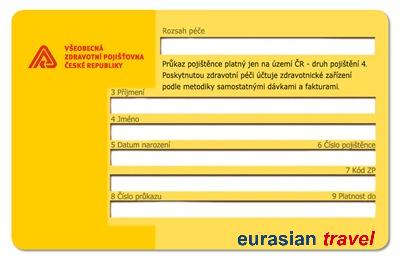 Rozsah péče
VŠEOBECNÁ
ZDRAVOTNÍ POJIŠŤOVNA
ČESKÉ REPUBLIKY
Průkaz pojištěnce platný jen na území ČR - druh pojištění 4.
Poskytnutou zdravotní péči účtuje zdravotnické zařízení
podle metodiky samostatnými dávkami a fakturami.
3 Příjmení
4 Jméno
5 Datum narození 6 Číslo pojištěnce
7 Kód ZP
8 Číslo průkazu 9 Platnost do
eurasian travel